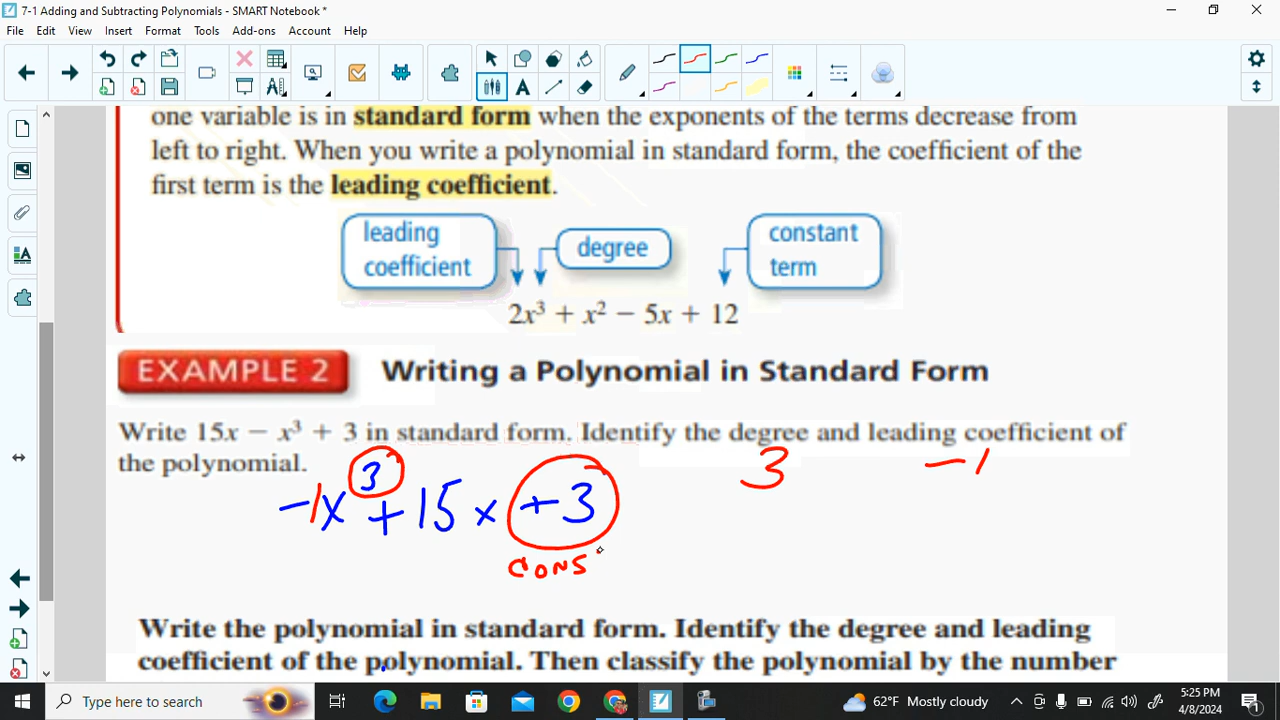 7-1 Adding and Subtracting Polynomials - SMART Notebook *
File Edit View Insert Format Tools Add-ons Account Help
one variable is in standard form when the exponents of the terms decrease from
left to right. When you write a polynomial in standard form, the coefficient of the
first term is the leading coefficient.
leading
coefficient
degree
constant
term
2x³ + x² − 5x + 12
EXAMPLE 2 Writing a Polynomial in Standard Form
Write 15x − x³ + 3 in standard form. Identify the degree and leading coefficient of
the polynomial.
3 −1
−1x³ + 15x + 3
cons
Write the polynomial in standard form. Identify the degree and leading
coefficient of the polynomial. Then classify the polynomial by the number
Type here to search
62°F Mostly cloudy
5:25 PM
4/8/2024